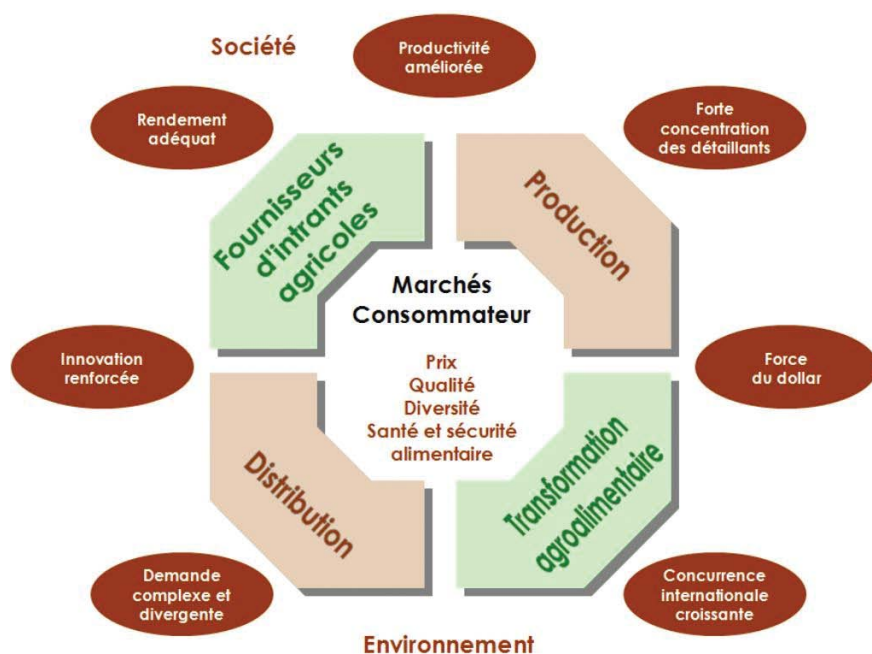 Société
Productivité
améliorée
Rendement
adéquat
Forte
concentration
des détaillants
Fournisseurs
d'intrants
agricoles
Production
Marchés
Consommateur
Prix
Qualité
Diversité
Santé et sécurité
alimentaire
Innovation
renforcée
Force
du dollar
Distribution
Transformation
agroalimentaire
Demande
complexe et
divergente
Concurrence
internationale
croissante
Environnement